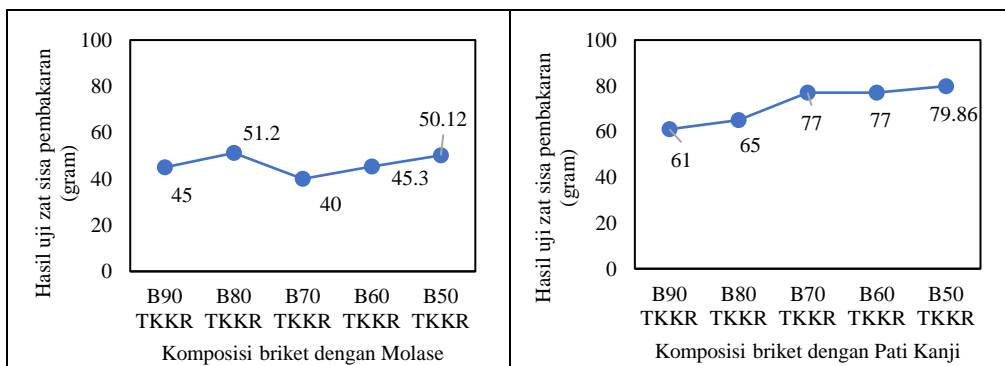 Hasil uji zat sisa pembakaran
(gram)
100
80
60
40
20
0
45
51.2
40
45.3
50.12
B90 B80 B70 B60 B50
TKKR TKKR TKKR TKKR TKKR
Komposisi briket dengan Molase
Hasil uji zat sisa pembakaran
(gram)
100
80
60
40
20
0
61
65
77
77
79.86
B90 B80 B70 B60 B50
TKKR TKKR TKKR TKKR TKKR
Komposisi briket dengan Pati Kanji